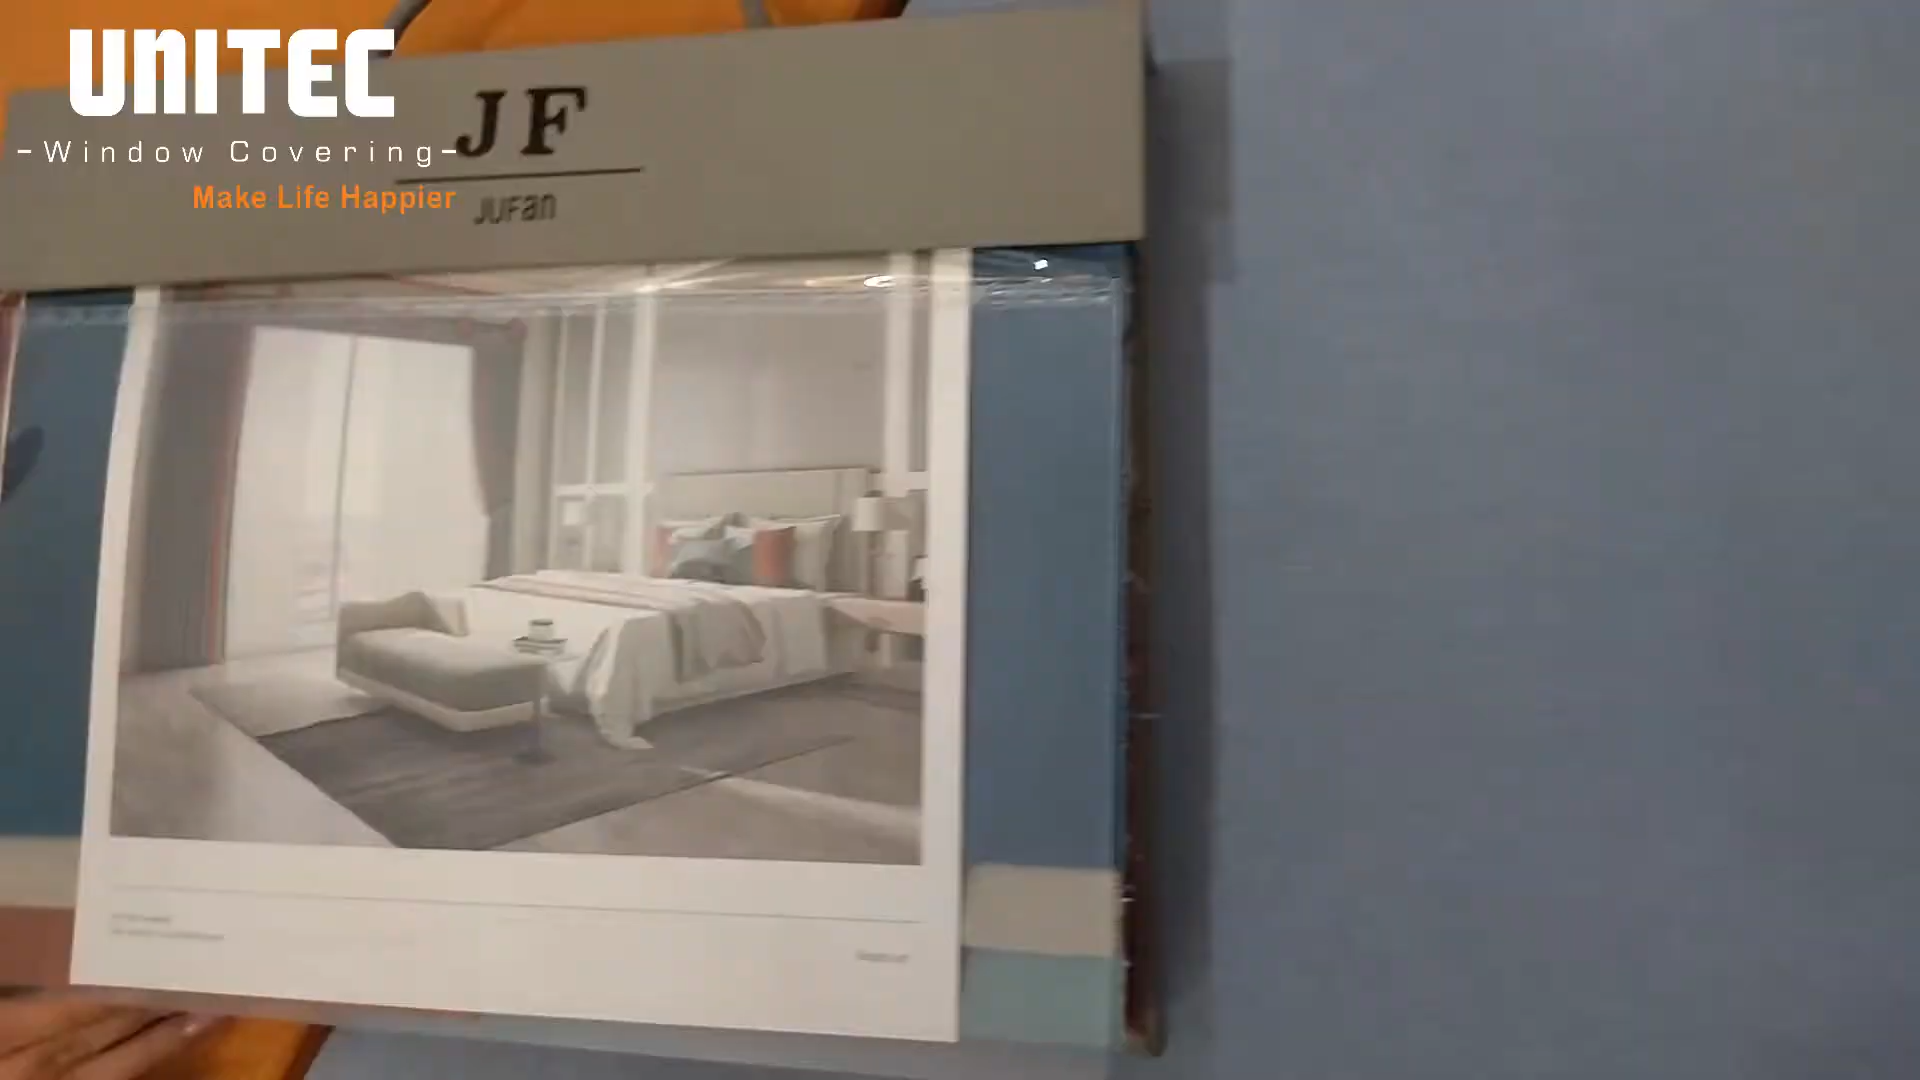 UNITEC
-Window Covering-
Make Life Happier
JF
JUFan